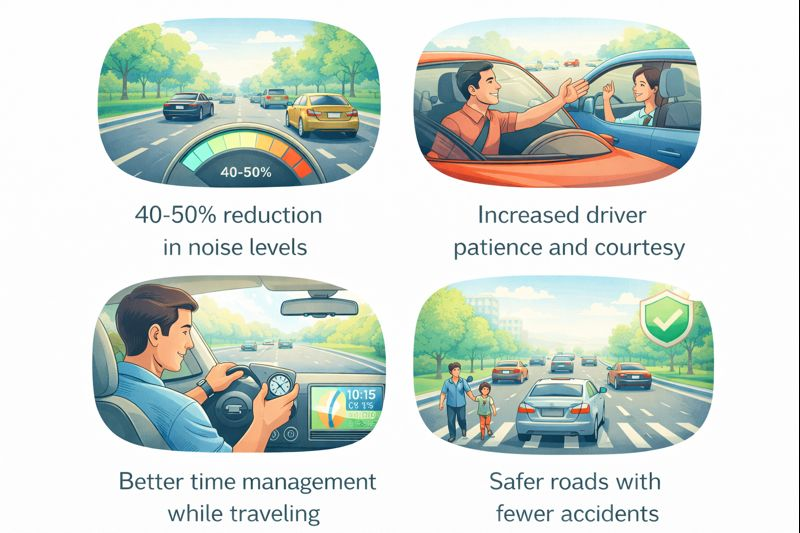 40-50%
40-50% reduction
in noise levels
Increased driver
patience and courtesy
10:15
Better time management
while traveling
Safer roads with
fewer accidents